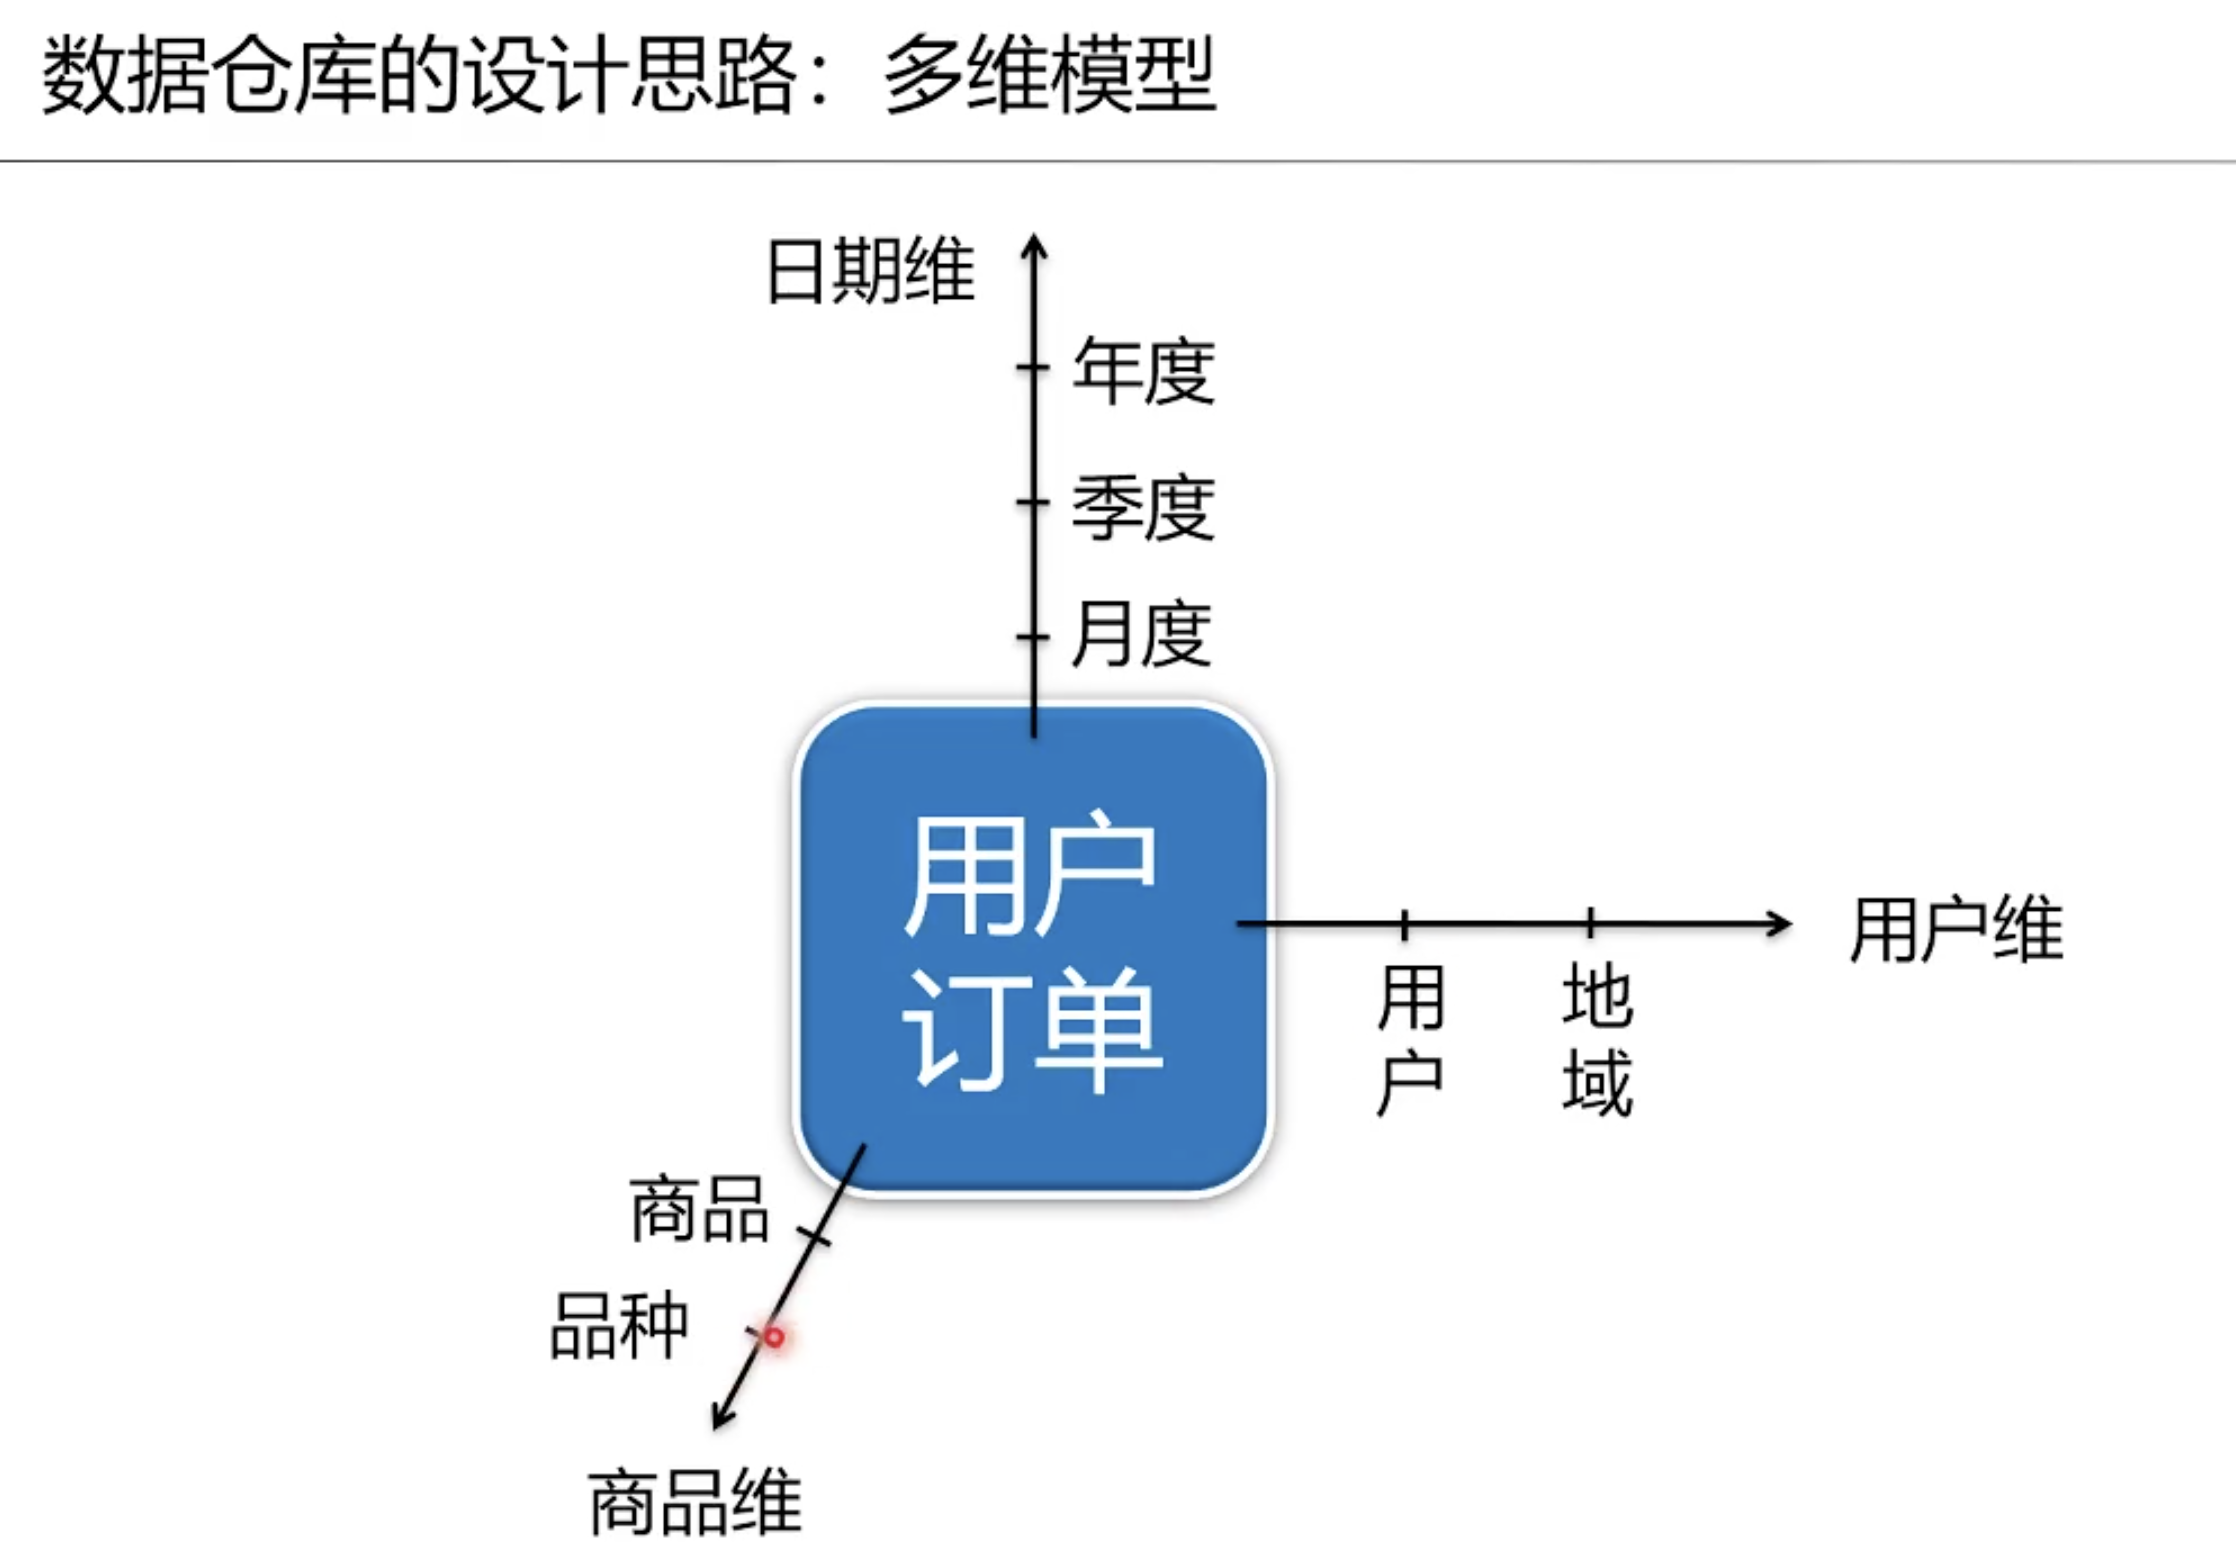 数据仓库的设计思路：多维模型
日期维
年度
季度
月度
用户
订单
用户
地域
用户维
商品
品种
商品维